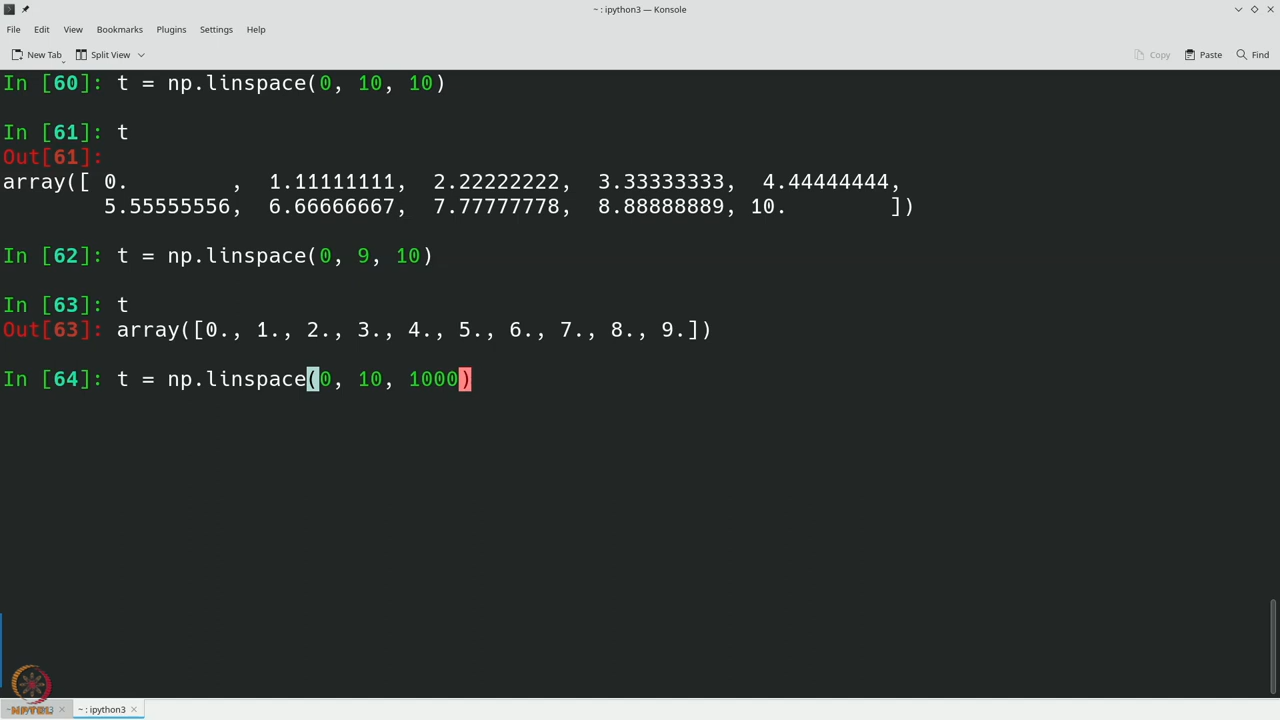 ~ : ipython3 — Konsole
File Edit View Bookmarks Plugins Settings Help
New Tab Split View Copy Paste Find
In [60]: t = np.linspace(0, 10, 10)
In [61]: t
Out[61]:
array([ 0.        ,  1.11111111,  2.22222222,  3.33333333,  4.44444444,
        5.55555556,  6.66666667,  7.77777778,  8.88888889, 10.        ])
In [62]: t = np.linspace(0, 9, 10)
In [63]: t
Out[63]: array([0., 1., 2., 3., 4., 5., 6., 7., 8., 9.])
In [64]: t = np.linspace(0, 10, 1000)
NPTEL
~ : ipython3